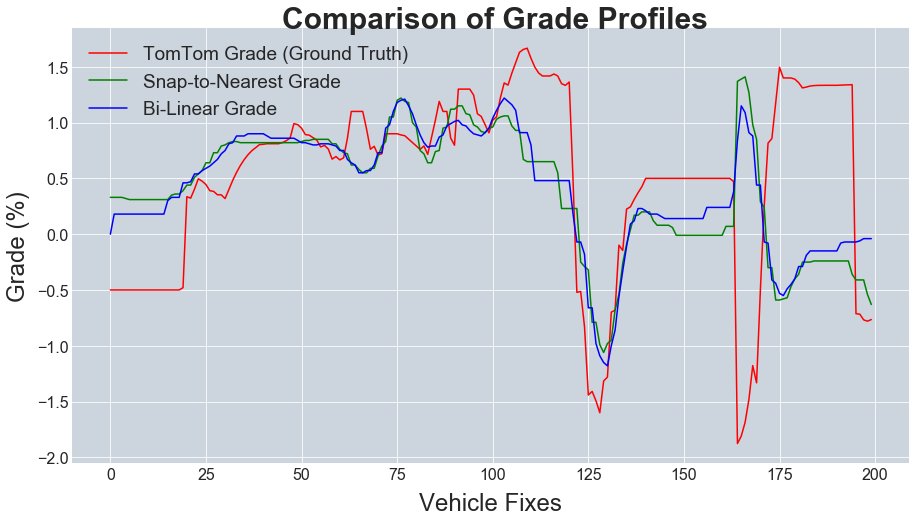 Comparison of Grade Profiles
TomTom Grade (Ground Truth)
Snap-to-Nearest Grade
Bi-Linear Grade
Grade (%)
1.5
1.0
0.5
0.0
−0.5
−1.0
−1.5
−2.0
0 25 50 75 100 125 150 175 200
Vehicle Fixes